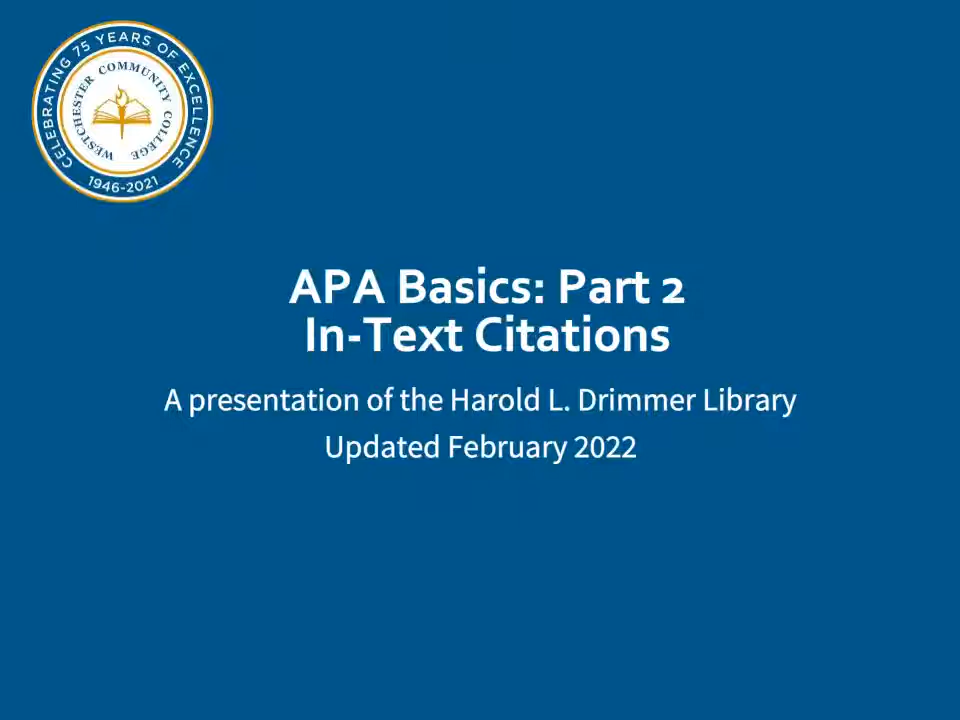 CELEBRATING 75 YEARS OF EXCELLENCE
WESTCHESTER COMMUNITY COLLEGE
1946-2021
APA Basics: Part 2
In-Text Citations
A presentation of the Harold L. Drimmer Library
Updated February 2022